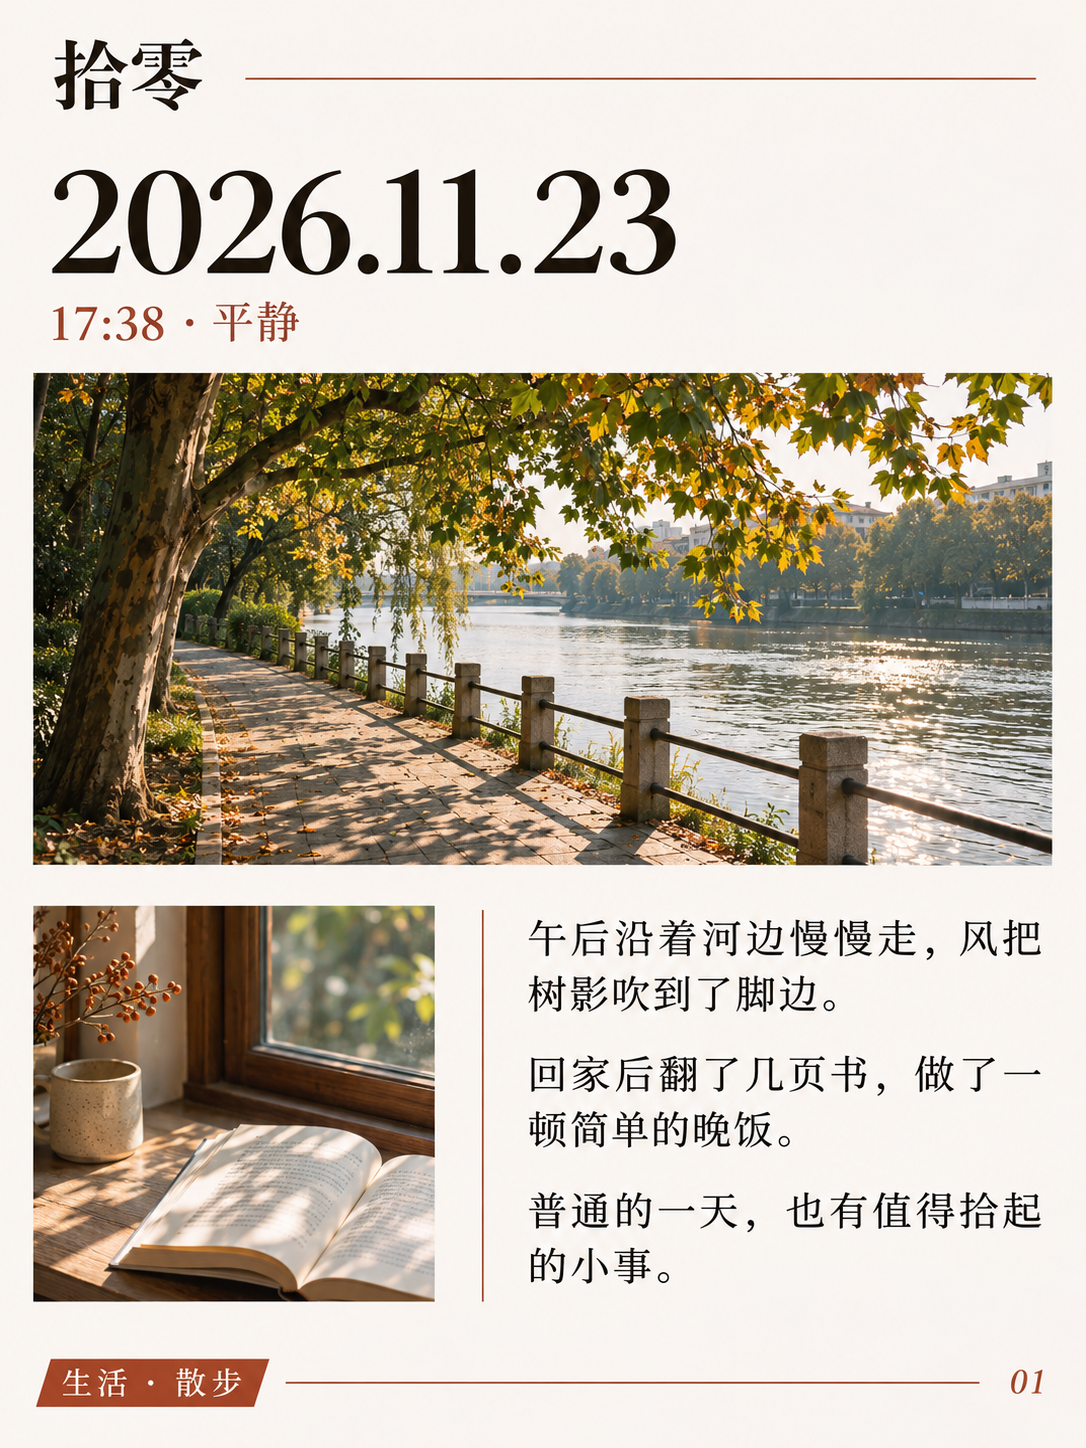 拾零
2026.11.23
17:38 · 平静
午后沿着河边慢慢走，风把
树影吹到了脚边。
回家后翻了几页书，做了一
顿简单的晚饭。
普通的一天，也有值得拾起
的小事。
生活 · 散步
01